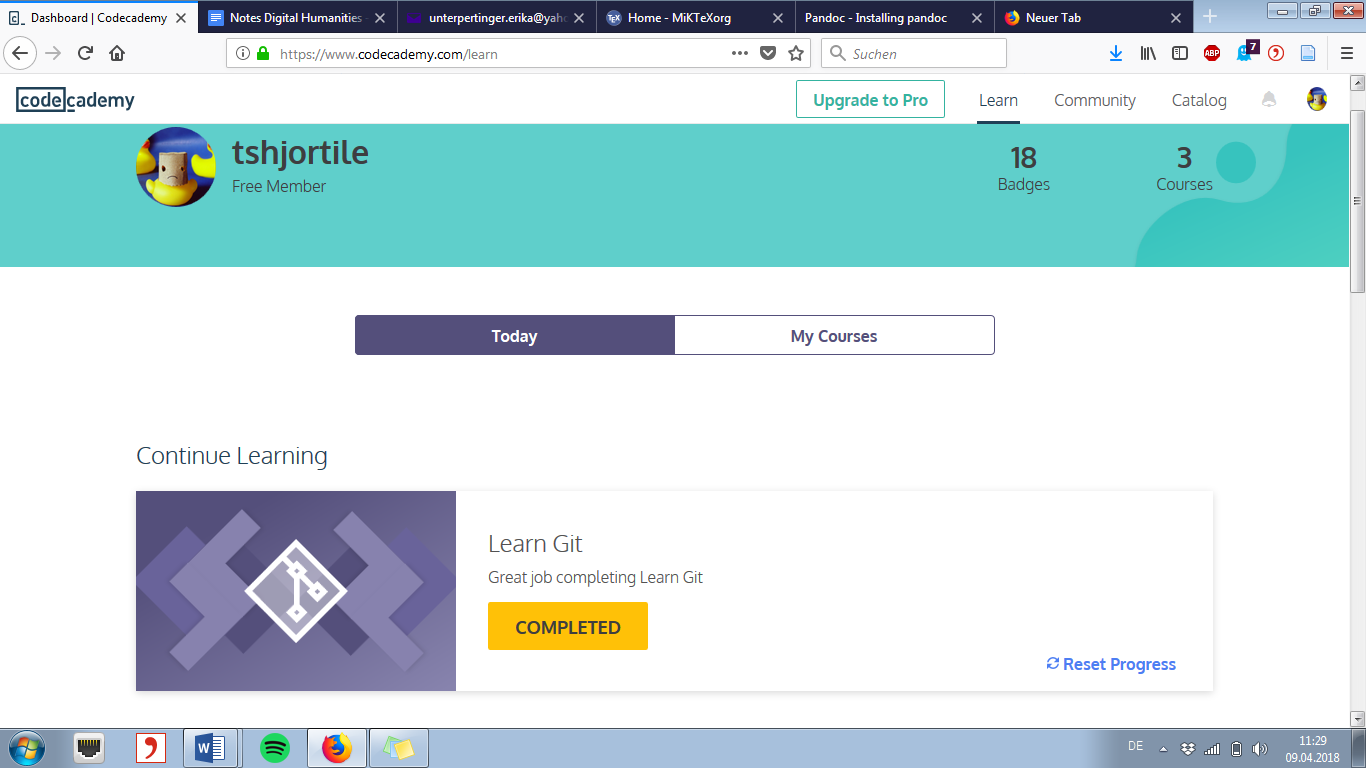 Dashboard | Codecademy
Notes Digital Humanities
unterpertinger.erika@yah
Home - MiKTeXorg
Pandoc - Installing pandoc
Neuer Tab
https://www.codecademy.com/learn
Suchen
ABP
7
codecademy
Upgrade to Pro
Learn
Community
Catalog
tshjortile
Free Member
18
Badges
3
Courses
Today
My Courses
Continue Learning
Learn Git
Great job completing Learn Git
COMPLETED
Reset Progress
DE
11:29
09.04.2018